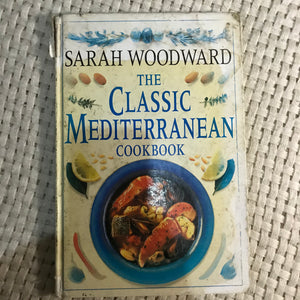 SARAH WOODWARD
THE
CLASSIC
MEDITERRANEAN
COOKBOOK